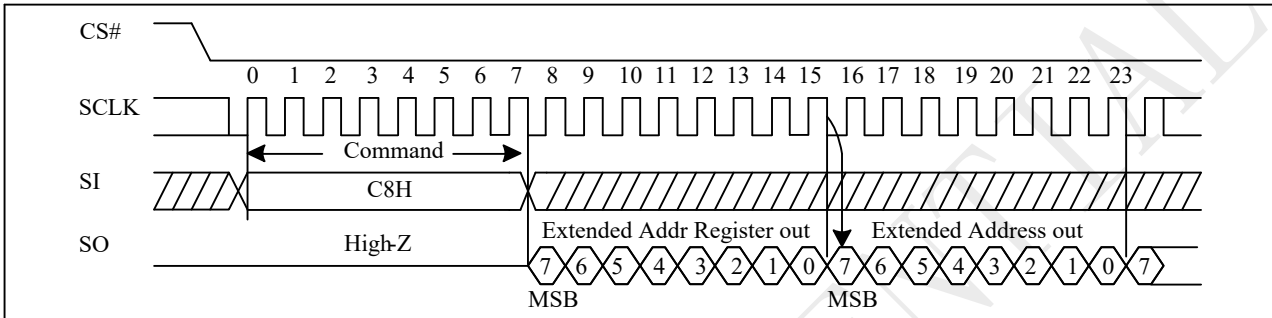 CS#
0 1 2 3 4 5 6 7 8 9 10 11 12 13 14 15 16 17 18 19 20 21 22 23
SCLK
Command
SI
C8H
SO
High-Z
Extended Addr Register out
Extended Address out
7 6 5 4 3 2 1 0 7 6 5 4 3 2 1 0 7
MSB
MSB